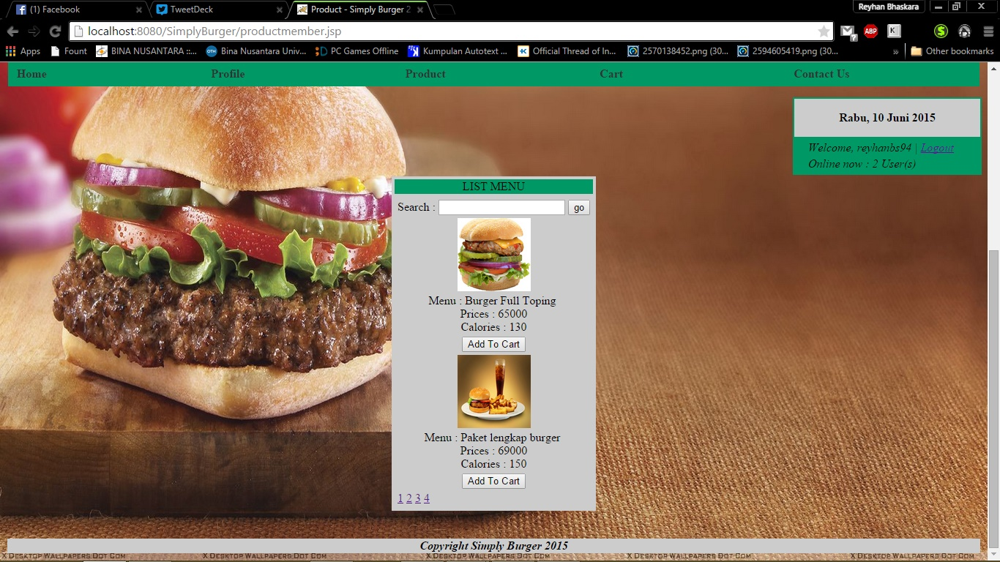 (1) Facebook
TweetDeck
Product - Simply Burger 2
Reyhan Bhaskara
localhost:8080/SimplyBurger/productmember.jsp
ABP
K
Apps
Fount
BINA NUSANTARA ::...
Bina Nusantara Univ...
PC Games Offline
Kumpulan Autotext ...
Official Thread of In...
2570138452.png (30...
2594605419.png (30...
»
Other bookmarks
Home Profile Product Cart Contact Us
Rabu, 10 Juni 2015
Welcome, reyhanbs94 | Logout
Online now : 2 User(s)
LIST MENU
Search : go
Menu : Burger Full Toping
Prices : 65000
Calories : 130
Add To Cart
Menu : Paket lengkap burger
Prices : 69000
Calories : 150
Add To Cart
1 2 3 4
Copyright Simply Burger 2015
X Desktop Wallpapers Dot Com X Desktop Wallpapers Dot Com X Desktop Wallpapers Dot Com X Desktop Wallpapers Dot Com X Desktop Wallpapers Dot Com